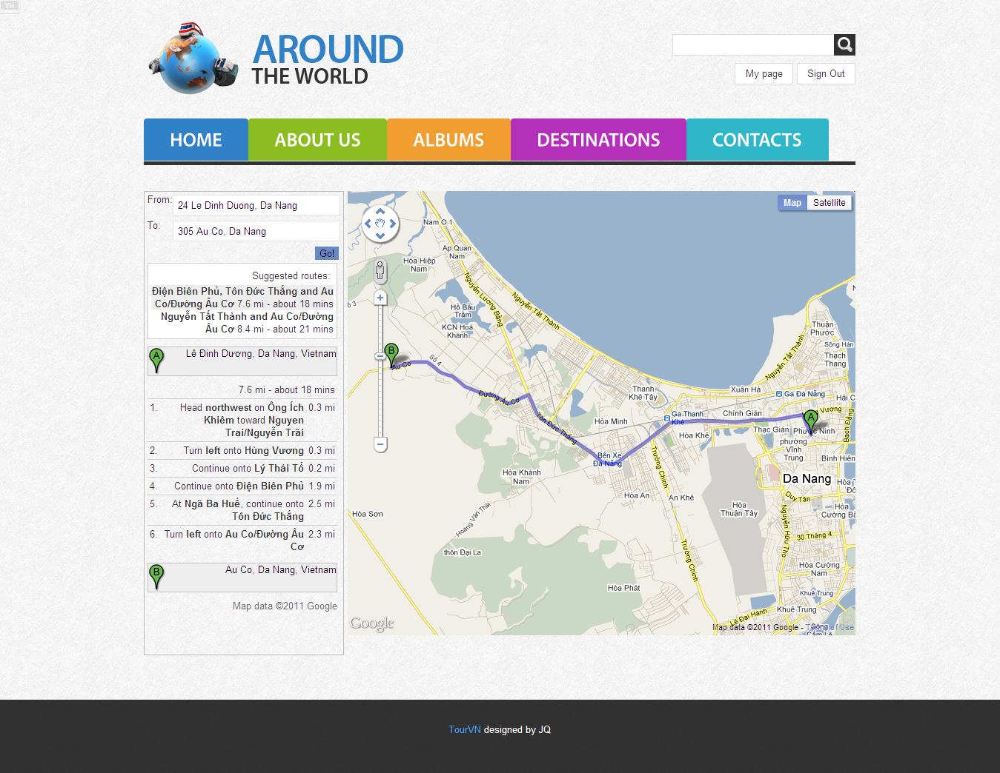 AROUND
THE WORLD
My page
Sign Out
HOME
ABOUT US
ALBUMS
DESTINATIONS
CONTACTS
From:
24 Le Dinh Duong, Da Nang
To:
305 Au Co, Da Nang
Go!
Suggested routes:
Điện Biên Phủ, Tôn Đức Thắng and Au
Co/Đường Âu Cơ 7.6 mi - about 18 mins
Nguyễn Tất Thành and Au Co/Đường
Âu Cơ 8.4 mi - about 21 mins
A
Lê Đình Dương, Da Nang, Vietnam
7.6 mi - about 18 mins
1. Head northwest on Ông Ích 0.3 mi
Khiêm toward Nguyen
Trai/Nguyễn Trãi
2. Turn left onto Hùng Vương 0.3 mi
3. Continue onto Lý Thái Tổ 0.2 mi
4. Continue onto Điện Biên Phủ 1.9 mi
5. At Ngã Ba Huế, continue onto 2.5 mi
Tôn Đức Thắng
6. Turn left onto Au Co/Đường Âu 2.3 mi
Cơ
B
Au Co, Da Nang, Vietnam
Map data ©2011 Google
Map
Satellite
Nam O 1
Ap Quan
Nam
Hòa Hiệp
Nam
Nguyễn Lương Bằng
Nguyễn Tất Thành
Hồ Bầu
Tràm
KCN Hoà
Khánh
Số 4
B
Au Co
Đường Âu Cơ
Tôn Đức Thắng
Thanh
Khê Tây
Xuân Hà
Thuận
Phước
Sông Hàn
Thạch
Thang
Nguyễn Tất Thành
Ga Đà Nẵng
Hải C
Chính Gián
Ga Thanh
Khê
Vương
A
Hòa Minh
Hòa Khê
Thạc Gián
Phước Ninh
Bạch Đằng
phường
Vĩnh
Trung
Bình Hiên
Bến Xe
Đà Nẵng
Trường Chinh
Hòa Khánh
Nam
Da Nang
Hòa An
An Khê
Duy Tân
Hòa Sơn
Hoàng Văn Thái
Hòa
Thuận Tây
Hòa
Cường Bắ
Nguyễn Hữu Thọ
30 Tháng 4
thôn Đại La
Trường Chinh
Hòa Cường
Nam
Hòa Phát
Khuê Trung
Khuê Trung
Lê Đại Hành
Google
Map data ©2011 Google - Terms of Use
Cẩm Lệ
TourVN designed by JQ